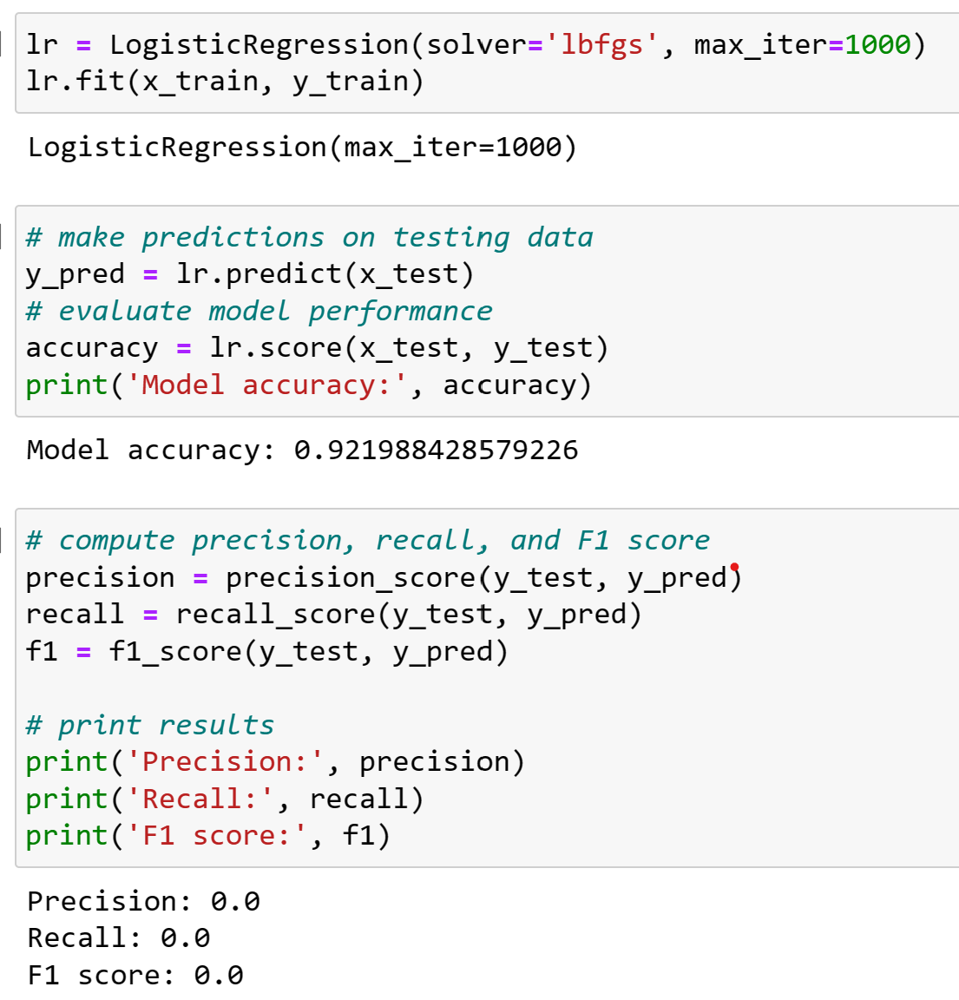 lr = LogisticRegression(solver='lbfgs', max_iter=1000)
lr.fit(x_train, y_train)
LogisticRegression(max_iter=1000)
# make predictions on testing data
y_pred = lr.predict(x_test)
# evaluate model performance
accuracy = lr.score(x_test, y_test)
print('Model accuracy:', accuracy)
Model accuracy: 0.921988428579226
# compute precision, recall, and F1 score
precision = precision_score(y_test, y_pred)
recall = recall_score(y_test, y_pred)
f1 = f1_score(y_test, y_pred)
# print results
print('Precision:', precision)
print('Recall:', recall)
print('F1 score:', f1)
Precision: 0.0
Recall: 0.0
F1 score: 0.0